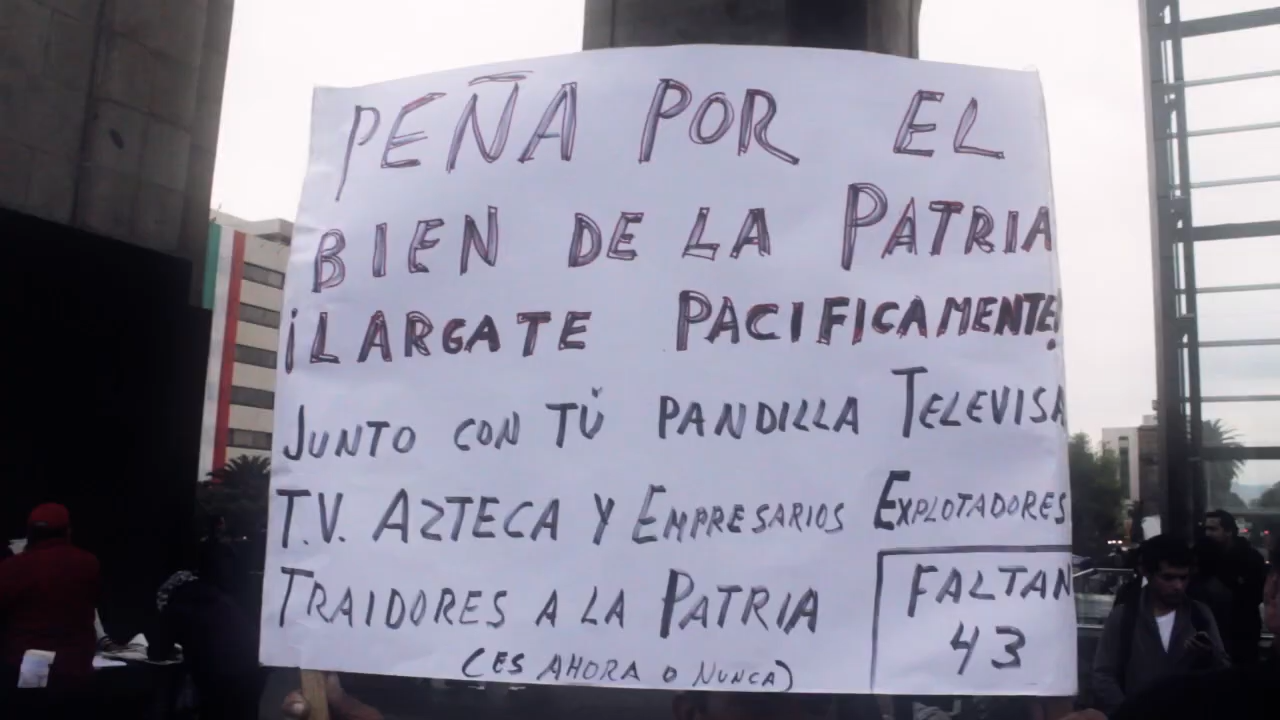 PEÑA POR EL
BIEN DE LA PATRIA
¡LARGATE PACIFICAMENTE!
JUNTO CON TÚ PANDILLA TELEVISA
T.V. AZTECA Y EMPRESARIOS EXPLOTADORES
TRAIDORES A LA PATRIA
(ES AHORA O NUNCA)
FALTAN
43